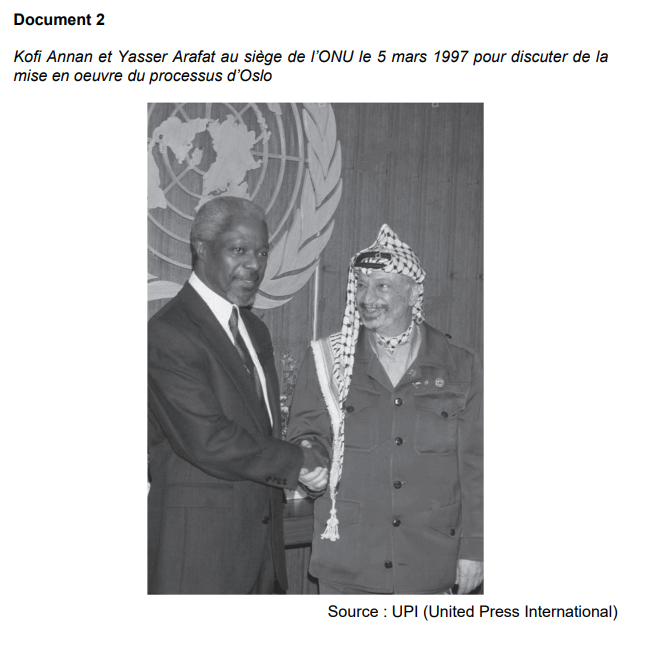 Document 2
Kofi Annan et Yasser Arafat au siège de l'ONU le 5 mars 1997 pour discuter de la
mise en oeuvre du processus d'Oslo
Source : UPI (United Press International)